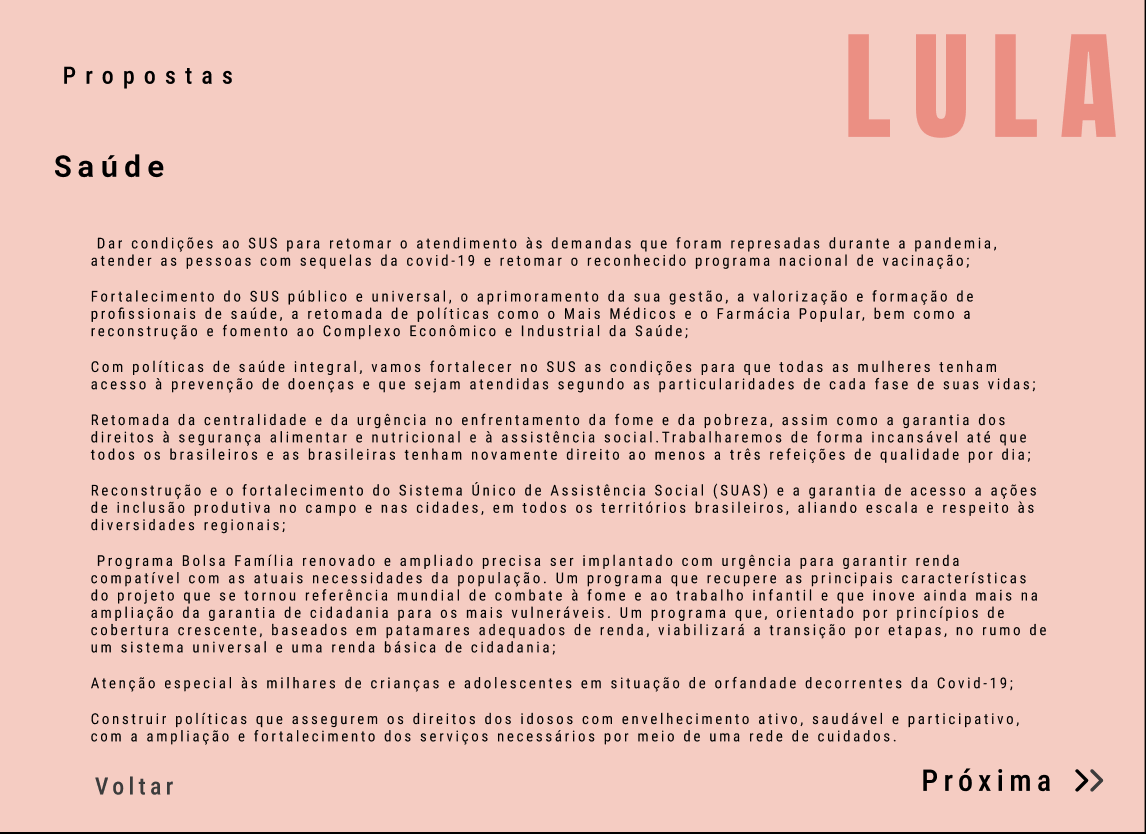 LULA
Propostas
Saúde
Dar condições ao SUS para retomar o atendimento às demandas que foram represadas durante a pandemia,
atender as pessoas com sequelas da covid-19 e retomar o reconhecido programa nacional de vacinação;
Fortalecimento do SUS público e universal, o aprimoramento da sua gestão, a valorização e formação de
profissionais de saúde, a retomada de políticas como o Mais Médicos e o Farmácia Popular, bem como a
reconstrução e fomento ao Complexo Econômico e Industrial da Saúde;
Com políticas de saúde integral, vamos fortalecer no SUS as condições para que todas as mulheres tenham
acesso à prevenção de doenças e que sejam atendidas segundo as particularidades de cada fase de suas vidas;
Retomada da centralidade e da urgência no enfrentamento da fome e da pobreza, assim como a garantia dos
direitos à segurança alimentar e nutricional e à assistência social.Trabalharemos de forma incansável até que
todos os brasileiros e as brasileiras tenham novamente direito ao menos a três refeições de qualidade por dia;
Reconstrução e o fortalecimento do Sistema Único de Assistência Social (SUAS) e a garantia de acesso a ações
de inclusão produtiva no campo e nas cidades, em todos os territórios brasileiros, aliando escala e respeito às
diversidades regionais;
Programa Bolsa Família renovado e ampliado precisa ser implantado com urgência para garantir renda
compatível com as atuais necessidades da população. Um programa que recupere as principais características
do projeto que se tornou referência mundial de combate à fome e ao trabalho infantil e que inove ainda mais na
ampliação da garantia de cidadania para os mais vulneráveis. Um programa que, orientado por princípios de
cobertura crescente, baseados em patamares adequados de renda, viabilizará a transição por etapas, no rumo de
um sistema universal e uma renda básica de cidadania;
Atenção especial às milhares de crianças e adolescentes em situação de orfandade decorrentes da Covid-19;
Construir políticas que assegurem os direitos dos idosos com envelhecimento ativo, saudável e participativo,
com a ampliação e fortalecimento dos serviços necessários por meio de uma rede de cuidados.
Voltar
Próxima